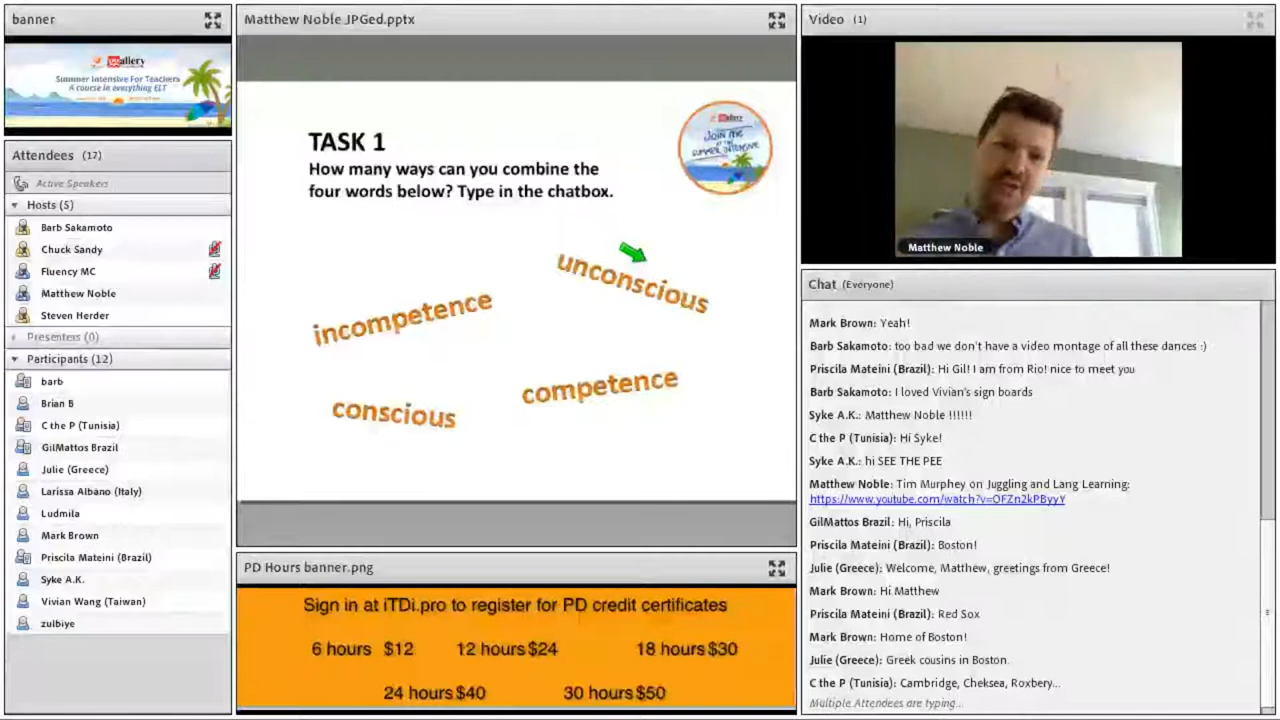 banner
Gallery
Summer Intensive For Teachers
A course in everything ELT
Attendees (17)
Active Speakers
Hosts (5)
Barb Sakamoto
Chuck Sandy
Fluency MC
Matthew Noble
Steven Herder
Presenters (0)
Participants (12)
barb
Brian B
C the P (Tunisia)
GilMattos Brazil
Julie (Greece)
Larissa Albano (Italy)
Ludmila
Mark Brown
Priscila Mateini (Brazil)
Syke A.K.
Vivian Wang (Taiwan)
zulbiye
Matthew Noble JPGed.pptx
TASK 1
How many ways can you combine the
four words below? Type in the chatbox.
JOIN ME
AT THE
SUMMER INTENSIVE
unconscious
incompetence
competence
conscious
PD Hours banner.png
Sign in at iTDi.pro to register for PD credit certificates
6 hours $12 12 hours $24 18 hours $30
24 hours $40 30 hours $50
Video (1)
Matthew Noble
Chat (Everyone)
Mark Brown: Yeah!
Barb Sakamoto: too bad we don't have a video montage of all these dances :)
Priscila Mateini (Brazil): Hi Gil! I am from Rio! nice to meet you
Barb Sakamoto: I loved Vivian's sign boards
Syke A.K.: Matthew Noble !!!!!!
C the P (Tunisia): Hi Syke!
Syke A.K.: hi SEE THE PEE
Matthew Noble: Tim Murphey on Juggling and Lang Learning:
https://www.youtube.com/watch?v=OFZn2kPByyY
GilMattos Brazil: Hi, Priscila
Priscila Mateini (Brazil): Boston!
Julie (Greece): Welcome, Matthew, greetings from Greece!
Mark Brown: Hi Matthew
Priscila Mateini (Brazil): Red Sox
Mark Brown: Home of Boston!
Julie (Greece): Greek cousins in Boston.
C the P (Tunisia): Cambridge, Cheksea, Roxbery...
Multiple Attendees are typing...